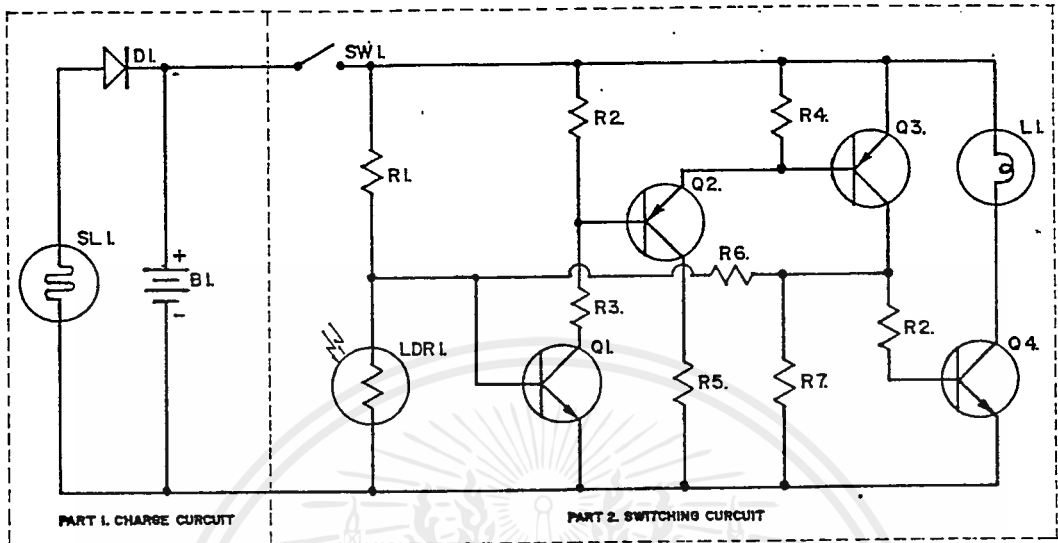 D1.
SW1.
R2.
R4.
Q3.
L1.
R1.
Q2.
SL1.
+
B1.
-
R6.
R3.
LDR1.
Q1.
R5.
R7.
R2.
Q4.
PART 1. CHARGE CURCUIT
PART 2. SWITCHING CURCUIT